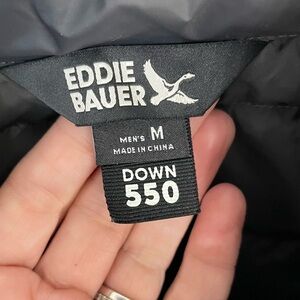 EDDIE
BAUER
MEN'S M
MADE IN CHINA
DOWN
550